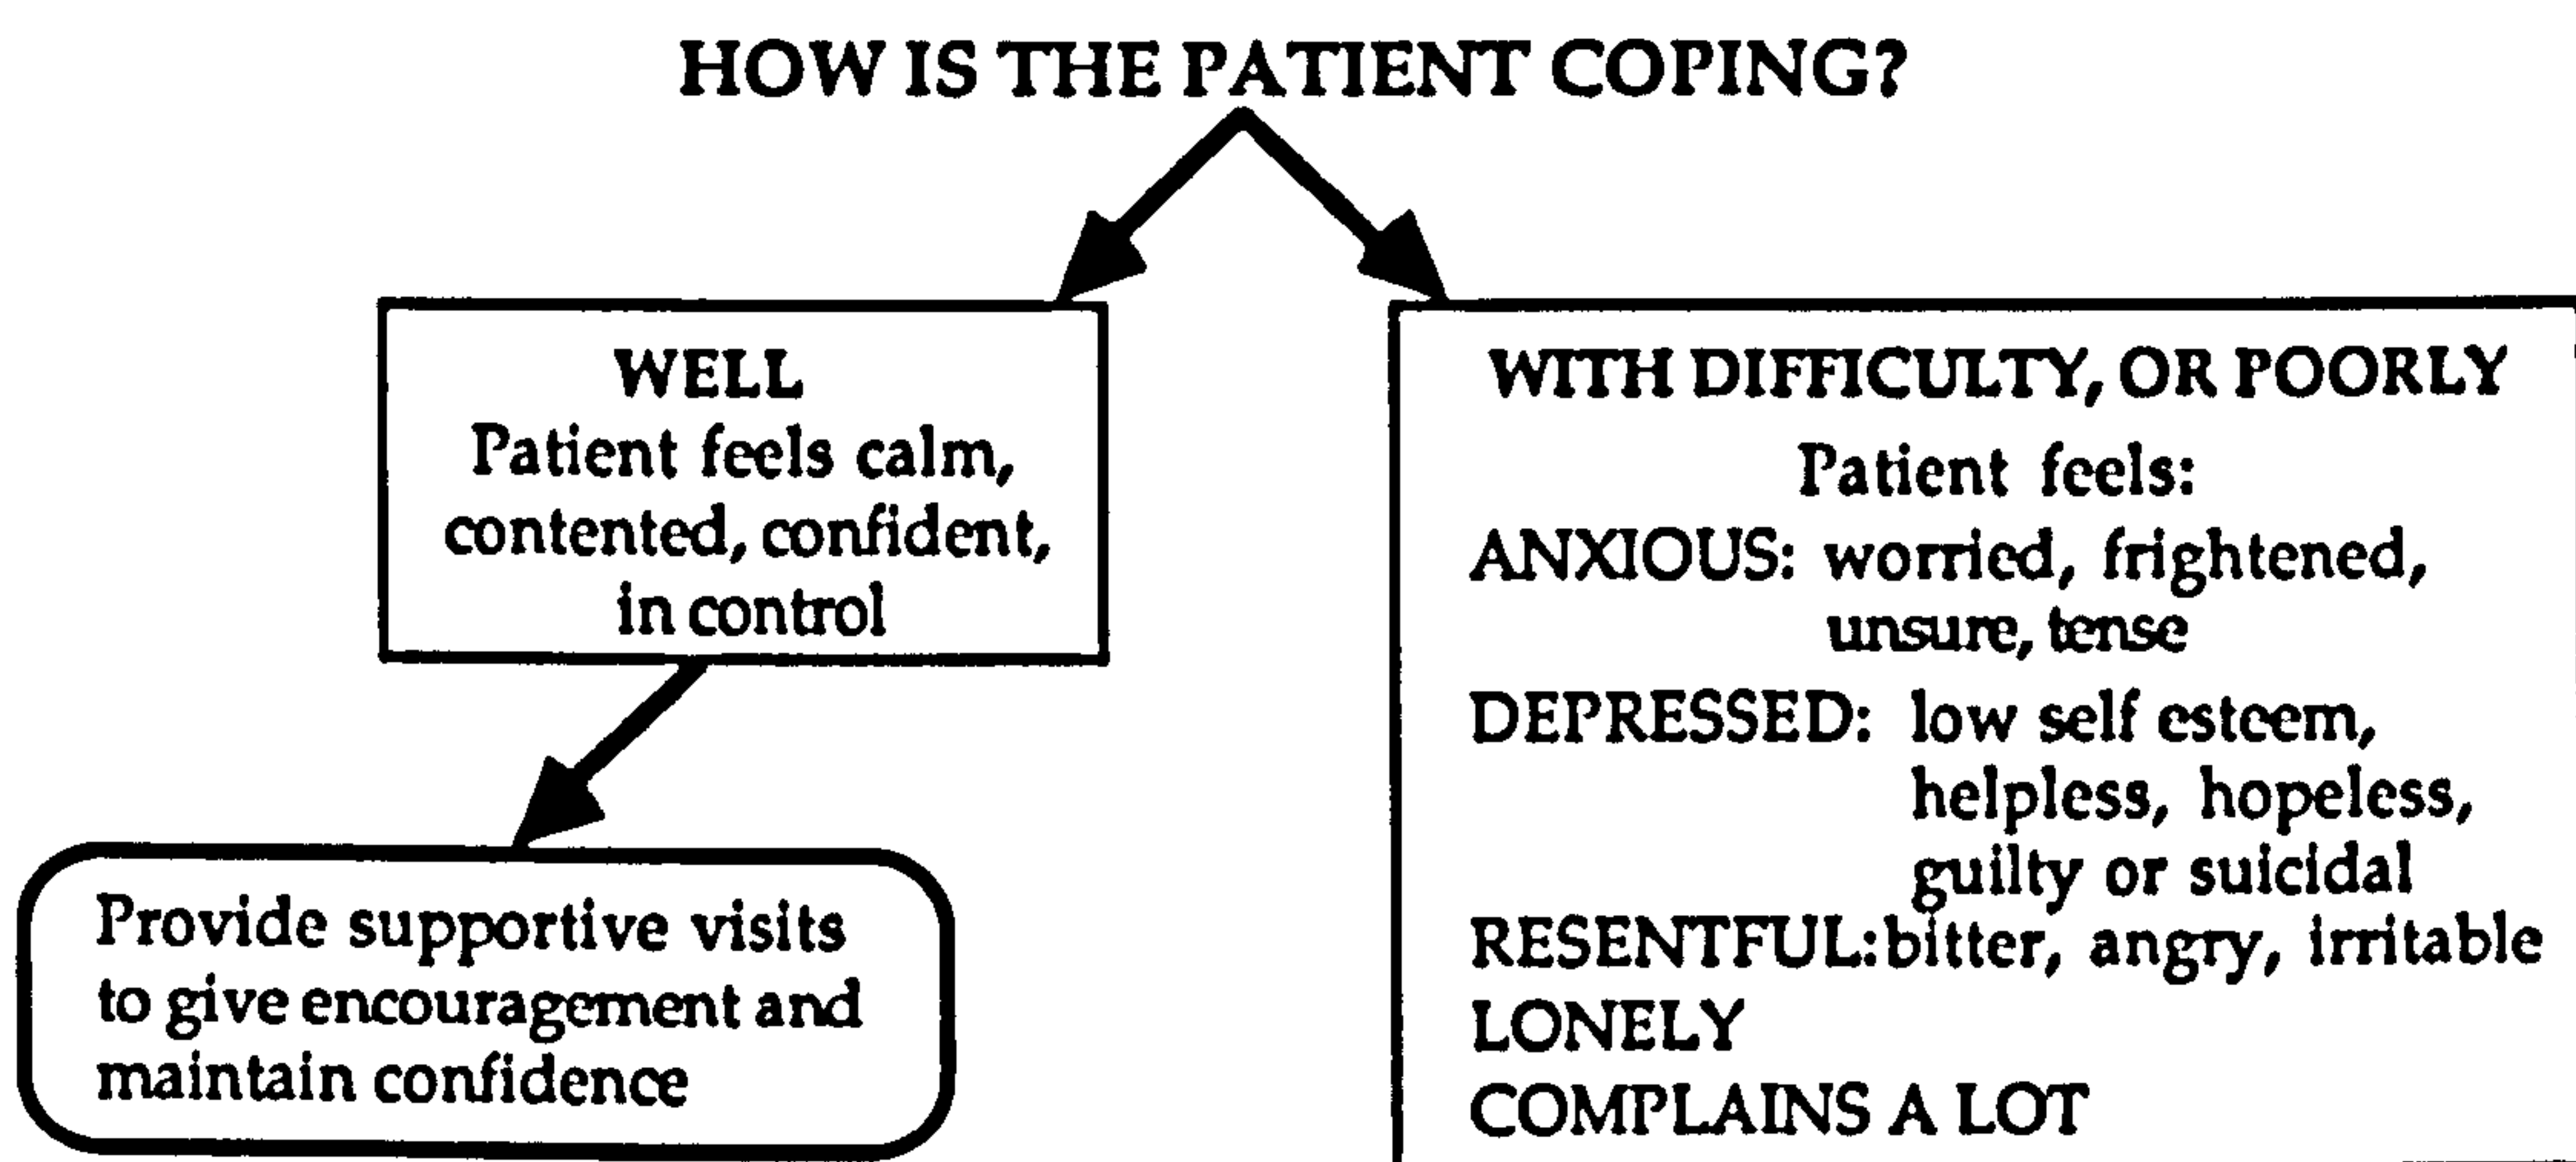 HOW IS THE PATIENT COPING?
WELL
Patient feels calm,
contented, confident,
in control
Provide supportive visits
to give encouragement and
maintain confidence
WITH DIFFICULTY, OR POORLY
Patient feels:
ANXIOUS: worried, frightened,
unsure, tense
DEPRESSED: low self esteem,
helpless, hopeless,
guilty or suicidal
RESENTFUL:bitter, angry, irritable
LONELY
COMPLAINS A LOT